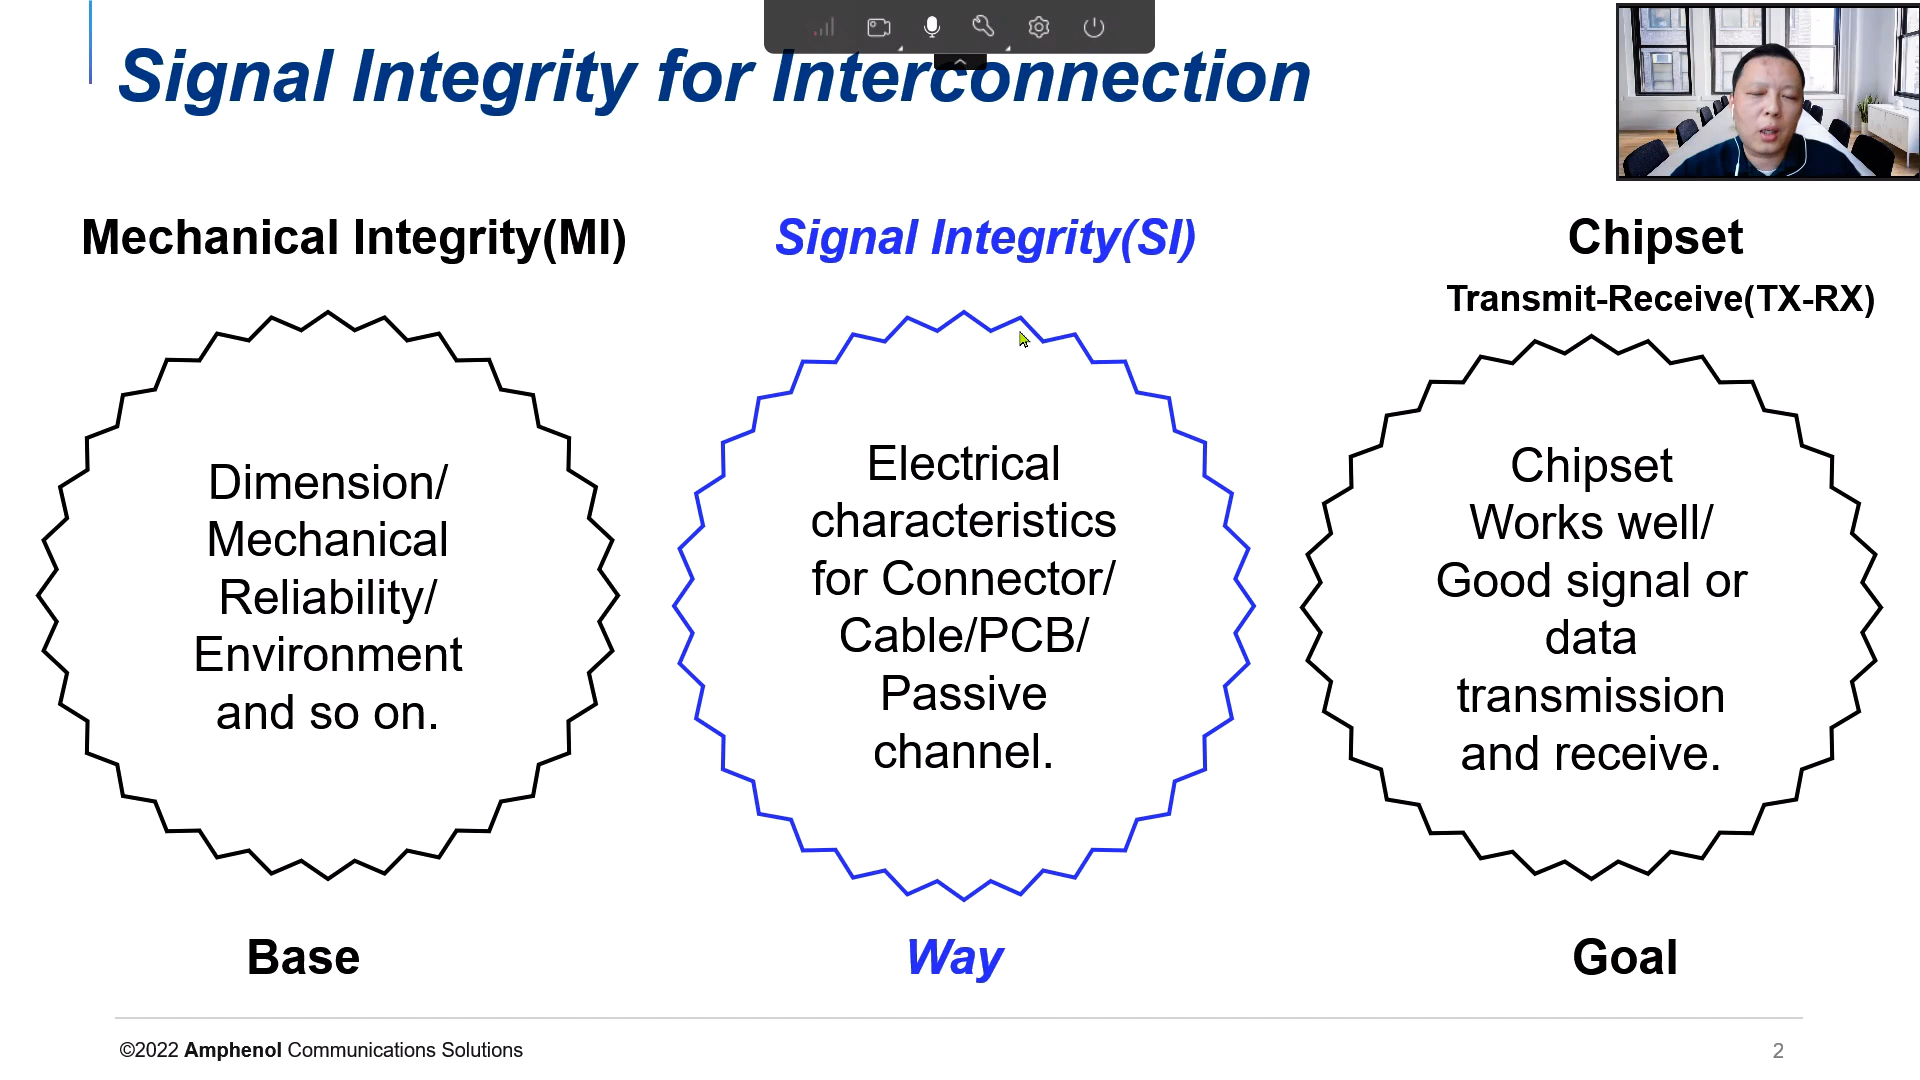 Signal Integrity for Interconnection
Mechanical Integrity(MI)
Dimension/
Mechanical
Reliability/
Environment
and so on.
Base
Signal Integrity(SI)
Electrical
characteristics
for Connector/
Cable/PCB/
Passive
channel.
Way
Chipset
Transmit-Receive(TX-RX)
Chipset
Works well/
Good signal or
data
transmission
and receive.
Goal
©2022 Amphenol Communications Solutions
2